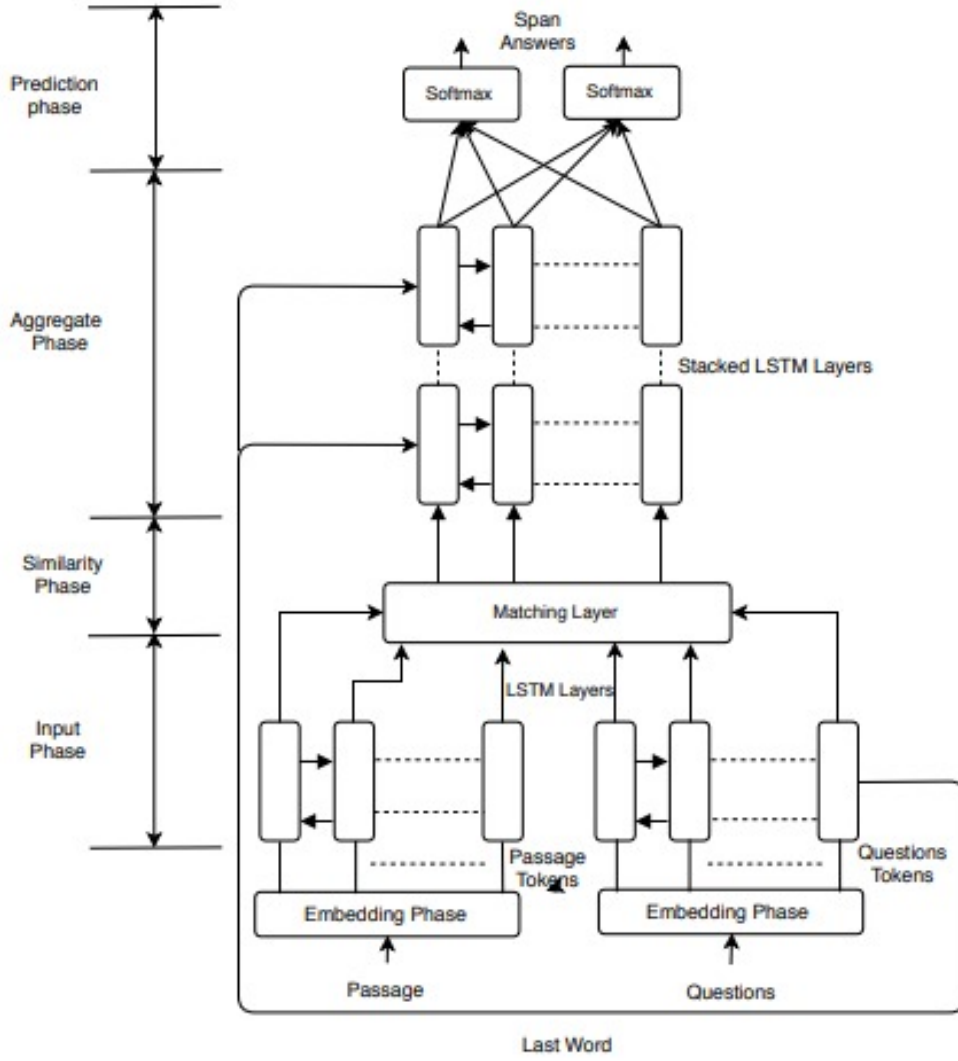 Span
Answers
Prediction
phase
Softmax
Softmax
Aggregate
Phase
Stacked LSTM Layers
Similarity
Phase
Matching Layer
LSTM Layers
Input
Phase
Passage
Tokens
Questions
Tokens
Embedding Phase
Embedding Phase
Passage
Questions
Last Word